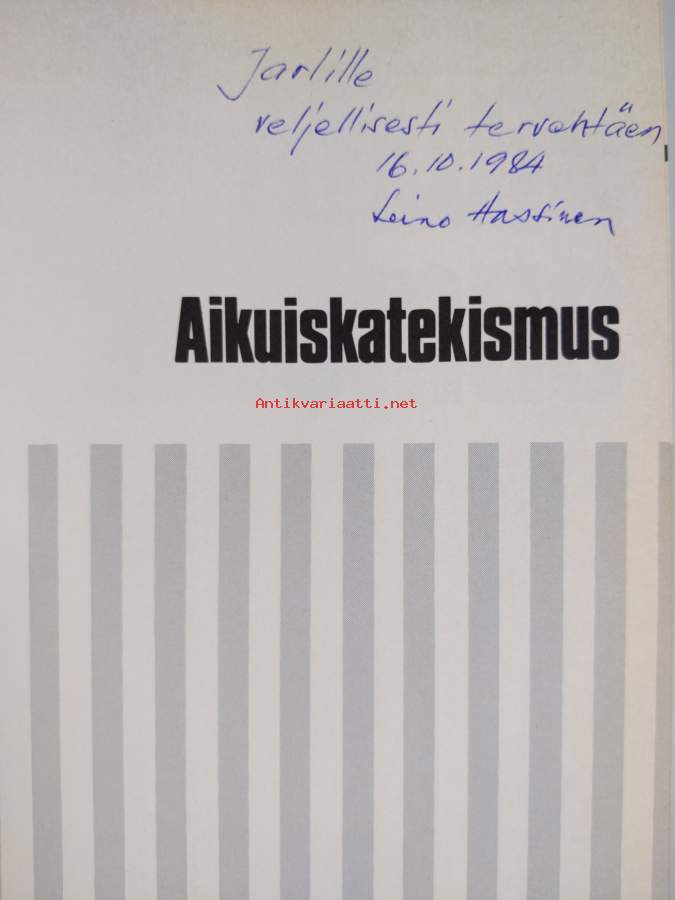 Jarlille
veljellisesti tervehtäen
16.10.1984
Leino Hassinen
Aikuiskatekismus
Antikvariaatti.net